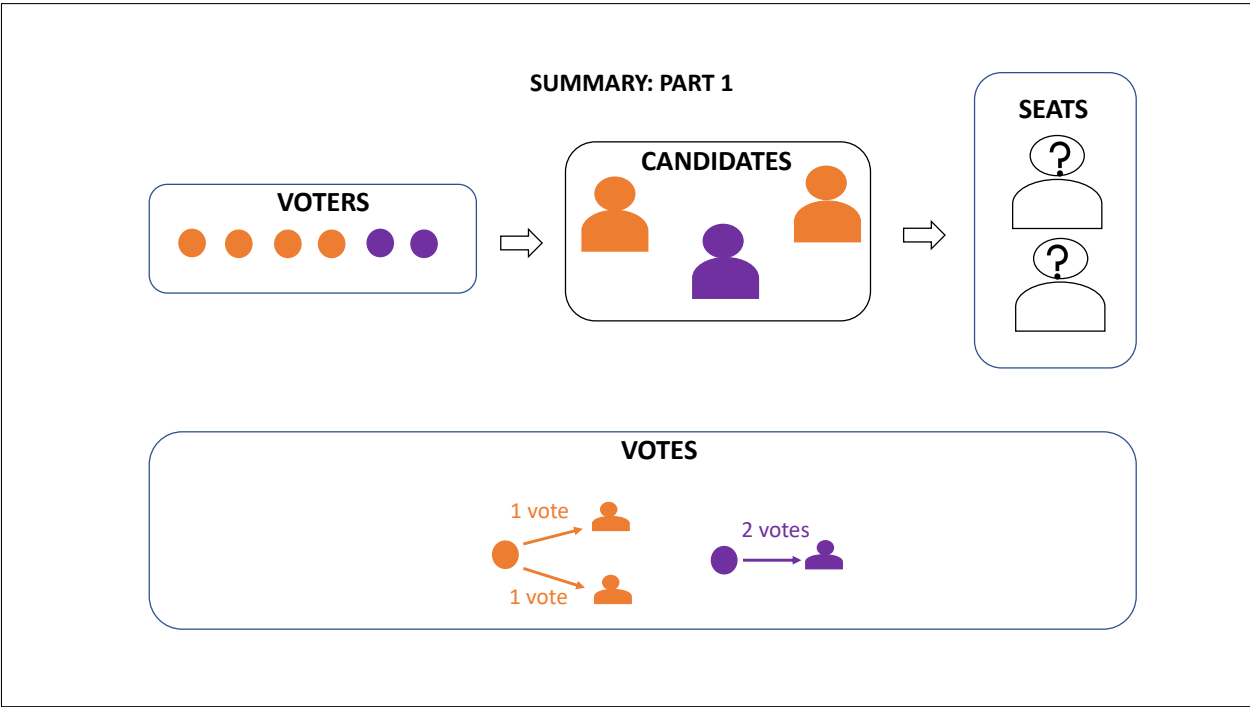 SUMMARY: PART 1
SEATS
?
?
CANDIDATES
VOTERS
VOTES
1 vote
1 vote
2 votes